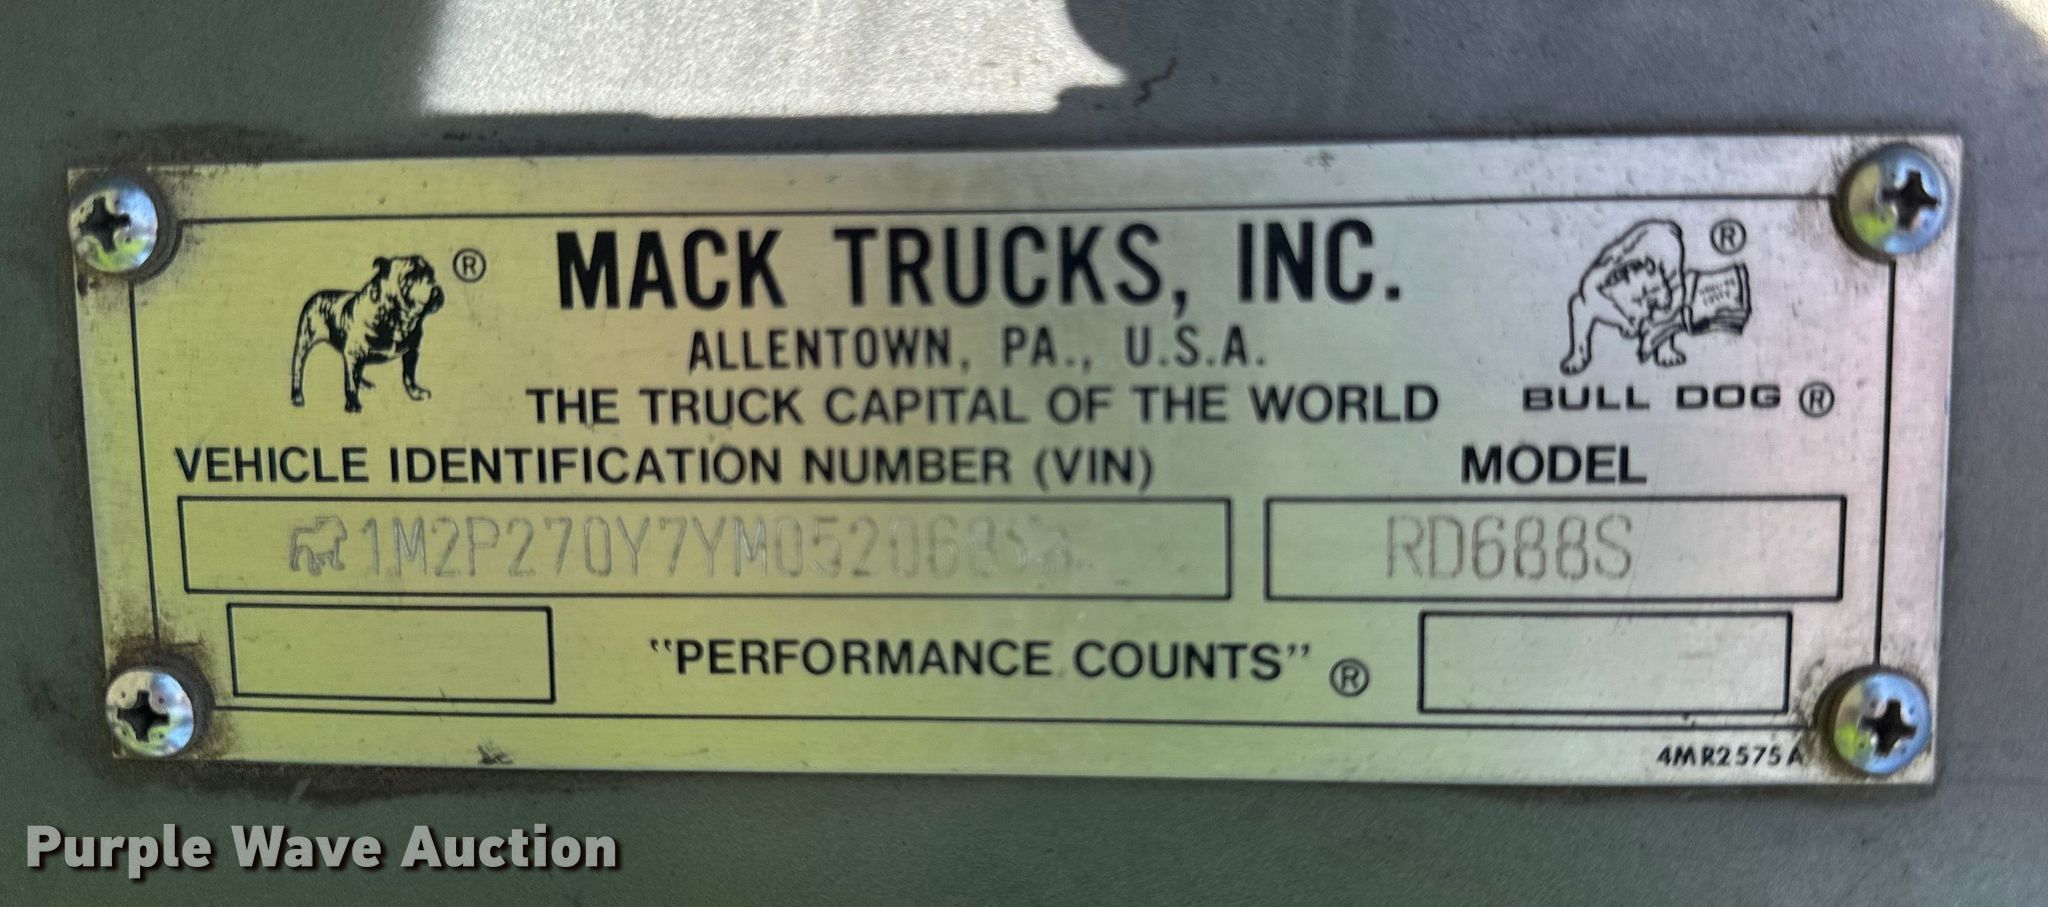 ®
MACK TRUCKS, INC.
®
ALLENTOWN, PA., U.S.A.
THE TRUCK CAPITAL OF THE WORLD
BULL DOG ®
VEHICLE IDENTIFICATION NUMBER (VIN)
MODEL
1M2P270Y7YM052068
RD688S
"PERFORMANCE COUNTS" ®
4MR2575A
Purple Wave Auction